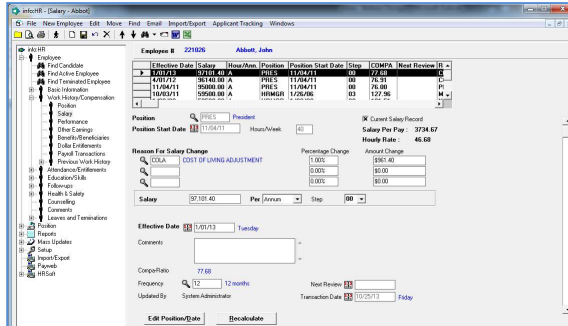 info:HR - [Salary - Abbot]
File New Employee Edit Move Find Email Import/Export Applicant Tracking Windows
info:HR
Employee
Find Candidate
Find Active Employee
Find Terminated Employee
Basic Information
Work History/Compensation
Position
Salary
Performance
Other Earnings
Benefits/Beneficiaries
Dollar Entitlements
Payroll Transactions
Previous Work History
Attendance/Entitlements
Education/Skills
Follow-ups
Health & Safety
Counselling
Comments
Leaves and Terminations
Position
Reports
Mass Updates
Setup
Import/Export
Payweb
HRSoft
Employee # 221026 Abbott, John
Effective Date Salary Hour/Ann. Position Position Start Date Step COMPA Next Review R
1/01/13 97101.40 A PRES 11/04/11 00 77.68
4/01/12 96140.00 A PRES 11/04/11 00 76.91
11/04/11 95000.00 A PRES 11/04/11 00 76.00
10/03/11 59500.00 A HRMGR 1/26/06 03 127.96 M
Position PRES President Current Salary Record
Position Start Date 11/04/11 Hours/Week 40 Salary Per Pay : 3734.67
Hourly Rate : 46.68
Reason For Salary Change Percentage Change Amount Change
COLA COST OF LIVING ADJUSTMENT 1.00% $961.40
0.00% $0.00
0.00% $0.00
Salary 97,101.40 Per Annum Step 00
Effective Date 1/01/13 Tuesday
Comments
Compa-Ratio 77.68
Frequency 12 12 months Next Review
Updated By System Administrator Transaction Date 10/25/13 Friday
Edit Position/Date Recalculate